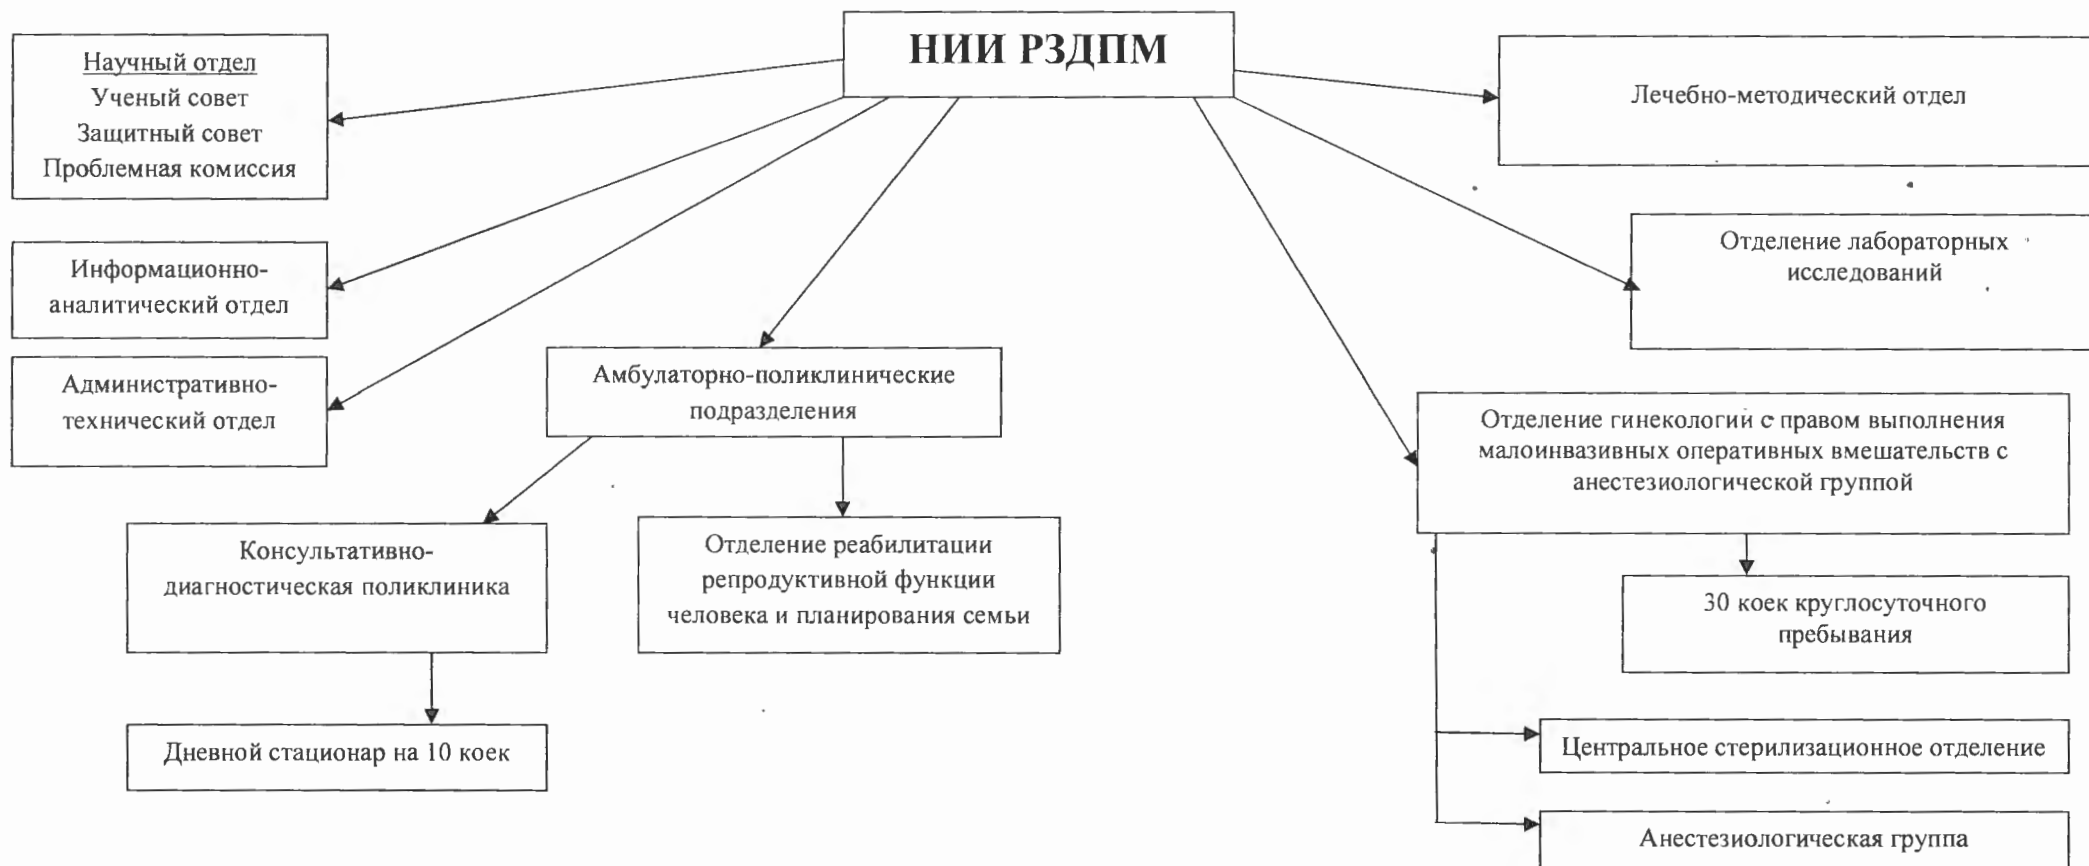 НИИ РЗДПМ
Научный отдел
Ученый совет
Защитный совет
Проблемная комиссия
Лечебно-методический отдел
Информационно-
аналитический отдел
Отделение лабораторных
исследований
Административно-
технический отдел
Амбулаторно-поликлинические
подразделения
Отделение гинекологии с правом выполнения
малоинвазивных оперативных вмешательств с
анестезиологической группой
Консультативно-
диагностическая поликлиника
Отделение реабилитации
репродуктивной функции
человека и планирования семьи
30 коек круглосуточного
пребывания
Дневной стационар на 10 коек
Центральное стерилизационное отделение
Анестезиологическая группа